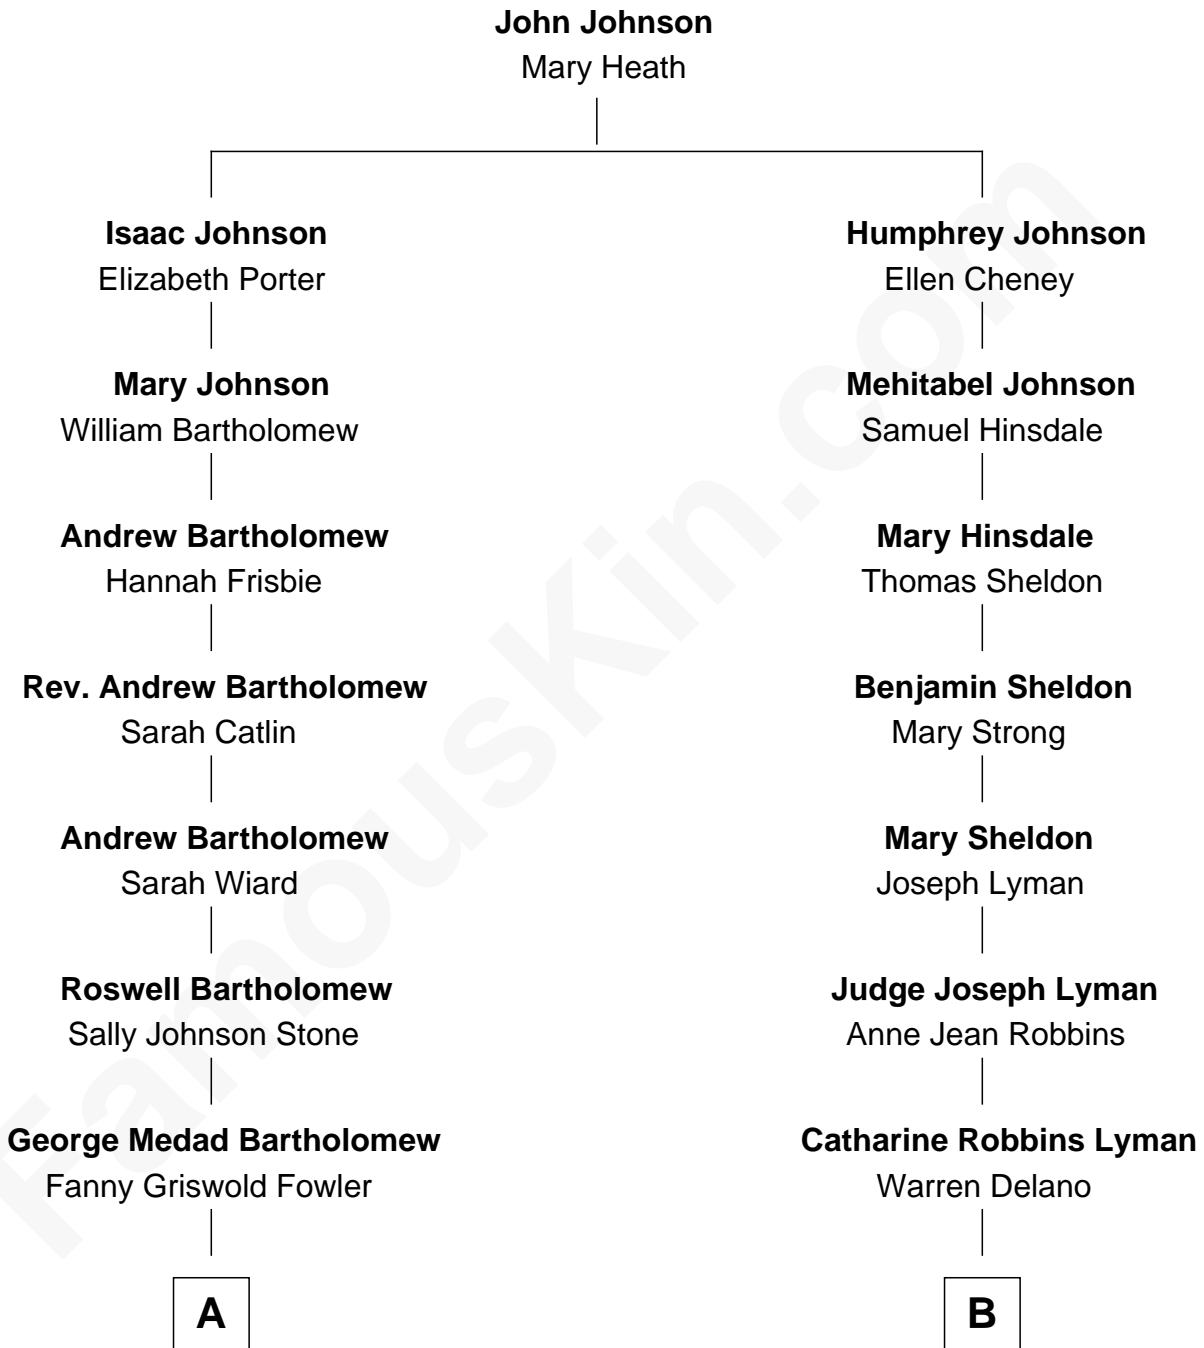 John Johnson
Mary Heath
Isaac Johnson
Elizabeth Porter
Humphrey Johnson
Ellen Cheney
Mary Johnson
William Bartholomew
Mehitabel Johnson
Samuel Hinsdale
Andrew Bartholomew
Hannah Frisbie
Mary Hinsdale
Thomas Sheldon
Rev. Andrew Bartholomew
Sarah Catlin
Benjamin Sheldon
Mary Strong
Andrew Bartholomew
Sarah Wiard
Mary Sheldon
Joseph Lyman
Roswell Bartholomew
Sally Johnson Stone
Judge Joseph Lyman
Anne Jean Robbins
George Medad Bartholomew
Fanny Griswold Fowler
Catharine Robbins Lyman
Warren Delano
A
B
FamousKin.com